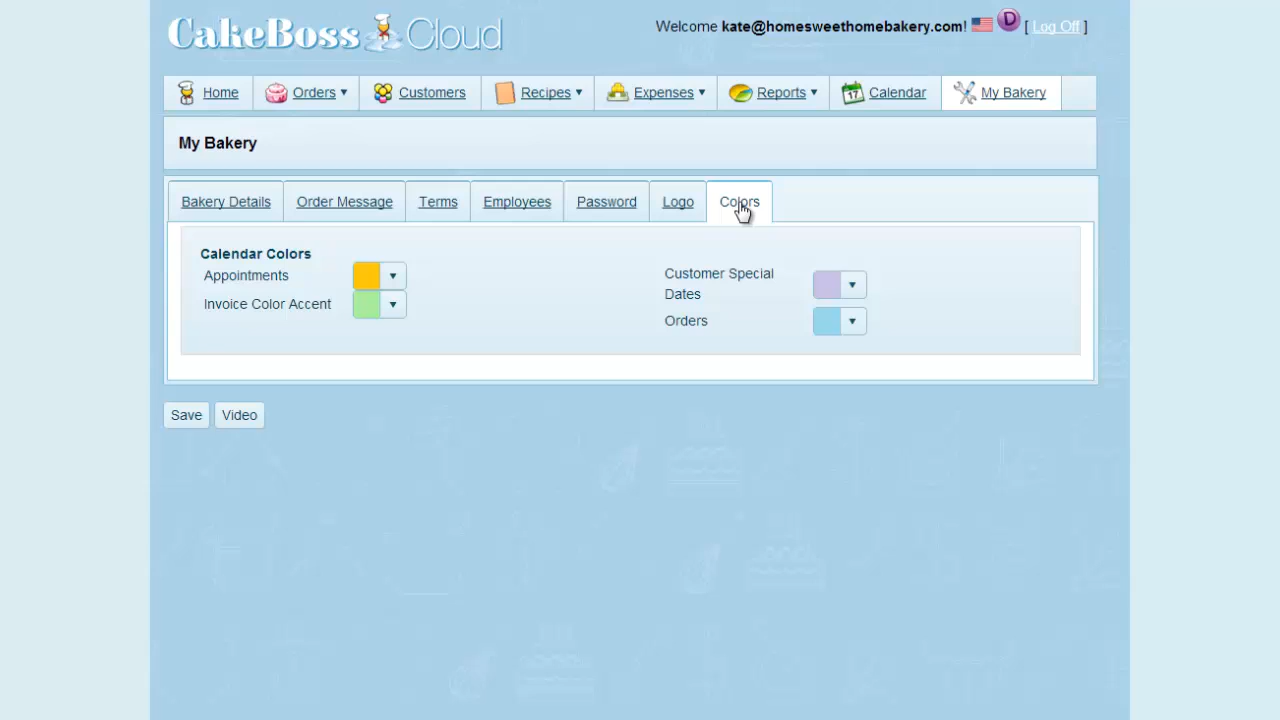 CakeBoss Cloud
Welcome kate@homesweethomebakery.com! D [ Log Off ]
Home Orders Customers Recipes Expenses Reports 17 Calendar My Bakery
My Bakery
Bakery Details Order Message Terms Employees Password Logo Colors
Calendar Colors
Appointments
Invoice Color Accent
Customer Special
Dates
Orders
Save Video